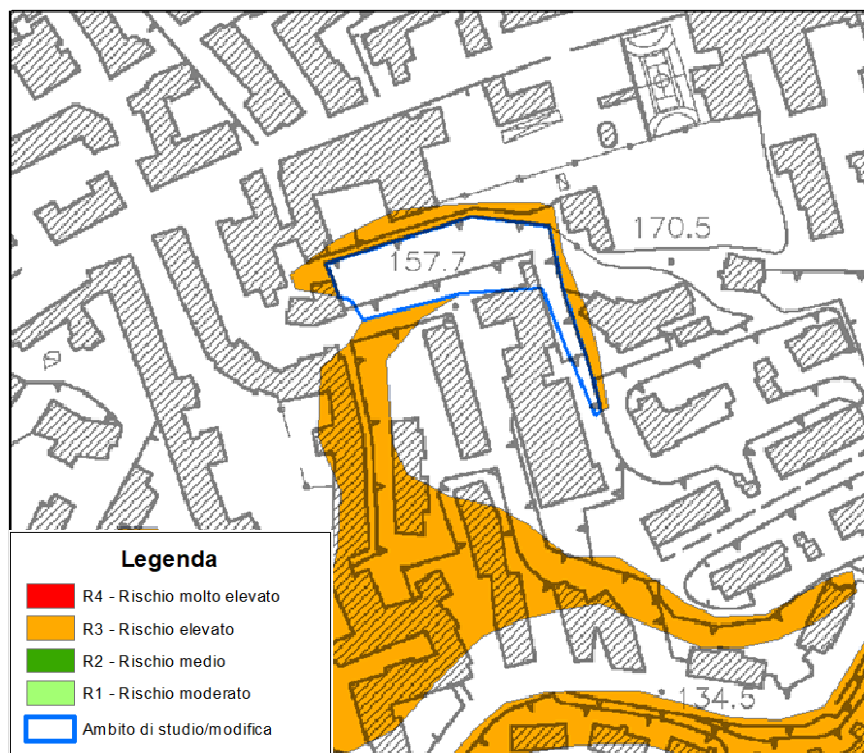 170.5
157.7
134.5
Legenda
R4 - Rischio molto elevato
R3 - Rischio elevato
R2 - Rischio medio
R1 - Rischio moderato
Ambito di studio/modifica